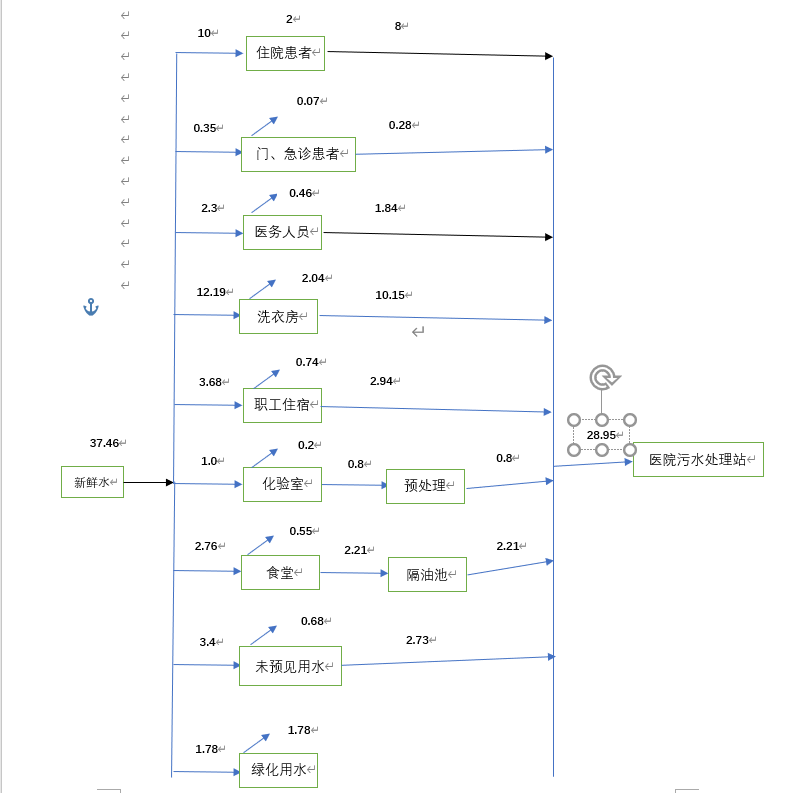 2
10 住院患者 8
0.07
0.35 门、急诊患者 0.28
0.46
2.3 医务人员 1.84
2.04
12.19 洗衣房 10.15
0.74
3.68 职工住宿 2.94
37.46
新鲜水
0.2
1.0 化验室 0.8 预处理 0.8
28.95
医院污水处理站
0.55
2.76 食堂 2.21 隔油池 2.21
0.68
3.4 未预见用水 2.73
1.78
1.78 绿化用水